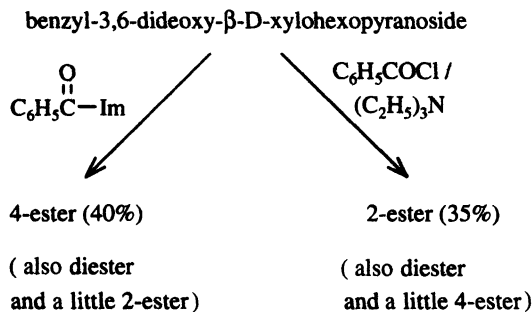 benzyl-3,6-dideoxy-β-D-xylohexopyranoside
O
C₆H₅C—Im
C₆H₅COCl /
(C₂H₅)₃N
4-ester (40%)
2-ester (35%)
( also diester
and a little 2-ester)
( also diester
and a little 4-ester)